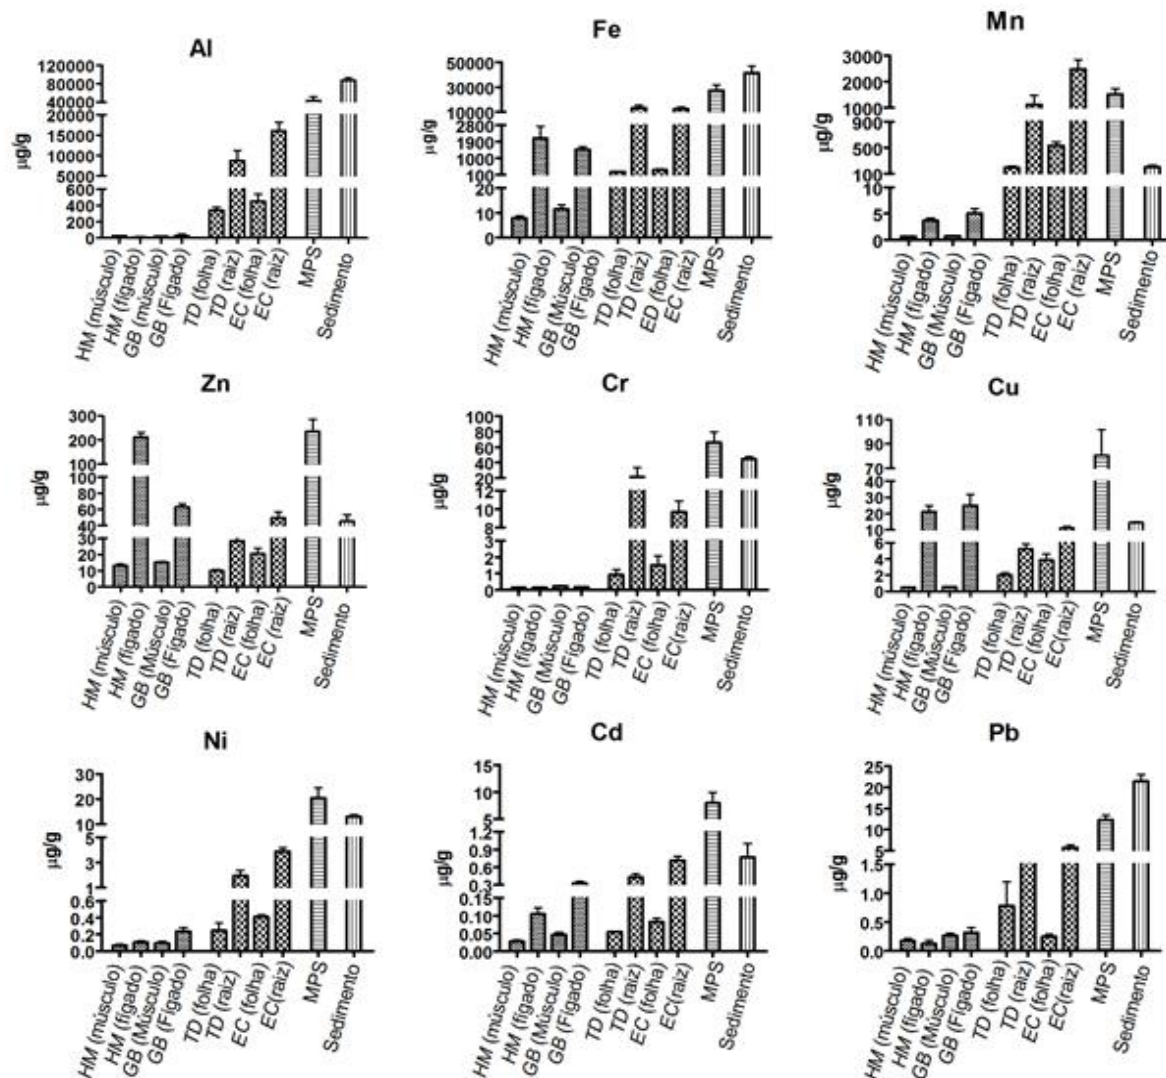 Al
120000
80000
40000
20000
15000
10000
5000
600
400
200
0
µg/g
HM (músculo)
HM (fígado)
GB (músculo)
GB (Fígado)
TD (folha)
TD (raiz)
EC (folha)
EC (raiz)
MPS
Sedimento
Fe
50000
30000
10000
2800
1900
1000
100
20
10
0
µg/g
HM (músculo)
HM (fígado)
GB (Músculo)
GB (Fígado)
TD (folha)
TD (raiz)
ED (folha)
EC (raiz)
MPS
Sedimento
Mn
3000
2000
1000
900
500
100
10
5
0
µg/g
HM (músculo)
HM (fígado)
GB (Músculo)
GB (Fígado)
TD (folha)
TD (raiz)
EC (folha)
EC (raiz)
MPS
Sedimento
Zn
300
200
100
100
80
60
40
30
20
10
0
µg/g
HM (músculo)
HM (fígado)
GB (Músculo)
GB (Fígado)
TD (folha)
TD (raiz)
EC (folha)
EC (raiz)
MPS
Sedimento
Cr
100
80
60
40
20
12
10
8
3
2
1
0
µg/g
HM (músculo)
HM (fígado)
GB (Músculo)
GB (Fígado)
TD (folha)
TD (raiz)
EC (folha)
EC(raiz)
MPS
Sedimento
Cu
110
90
70
40
30
20
10
6
4
2
0
µg/g
HM (músculo)
HM (fígado)
GB (Músculo)
GB (Fígado)
TD (folha)
TD (raiz)
EC (folha)
EC(raiz)
MPS
Sedimento
Ni
30
20
10
5
3
1
0.6
0.4
0.2
0.0
µg/g
HM (músculo)
HM (fígado)
GB (Músculo)
GB (Fígado)
TD (folha)
TD (raiz)
EC (folha)
EC(raiz)
MPS
Sedimento
Cd
15
10
5
1.2
0.9
0.6
0.3
0.15
0.10
0.05
0.00
µg/g
HM (músculo)
HM (fígado)
GB (Músculo)
GB (Fígado)
TD (folha)
TD (raiz)
EC (folha)
EC(raiz)
MPS
Sedimento
Pb
25
20
15
10
5
1.5
1.0
0.5
0.0
µg/g
HM (músculo)
HM (fígado)
GB (Músculo)
GB (Fígado)
TD (folha)
TD (raiz)
EC (folha)
EC(raiz)
MPS
Sedimento